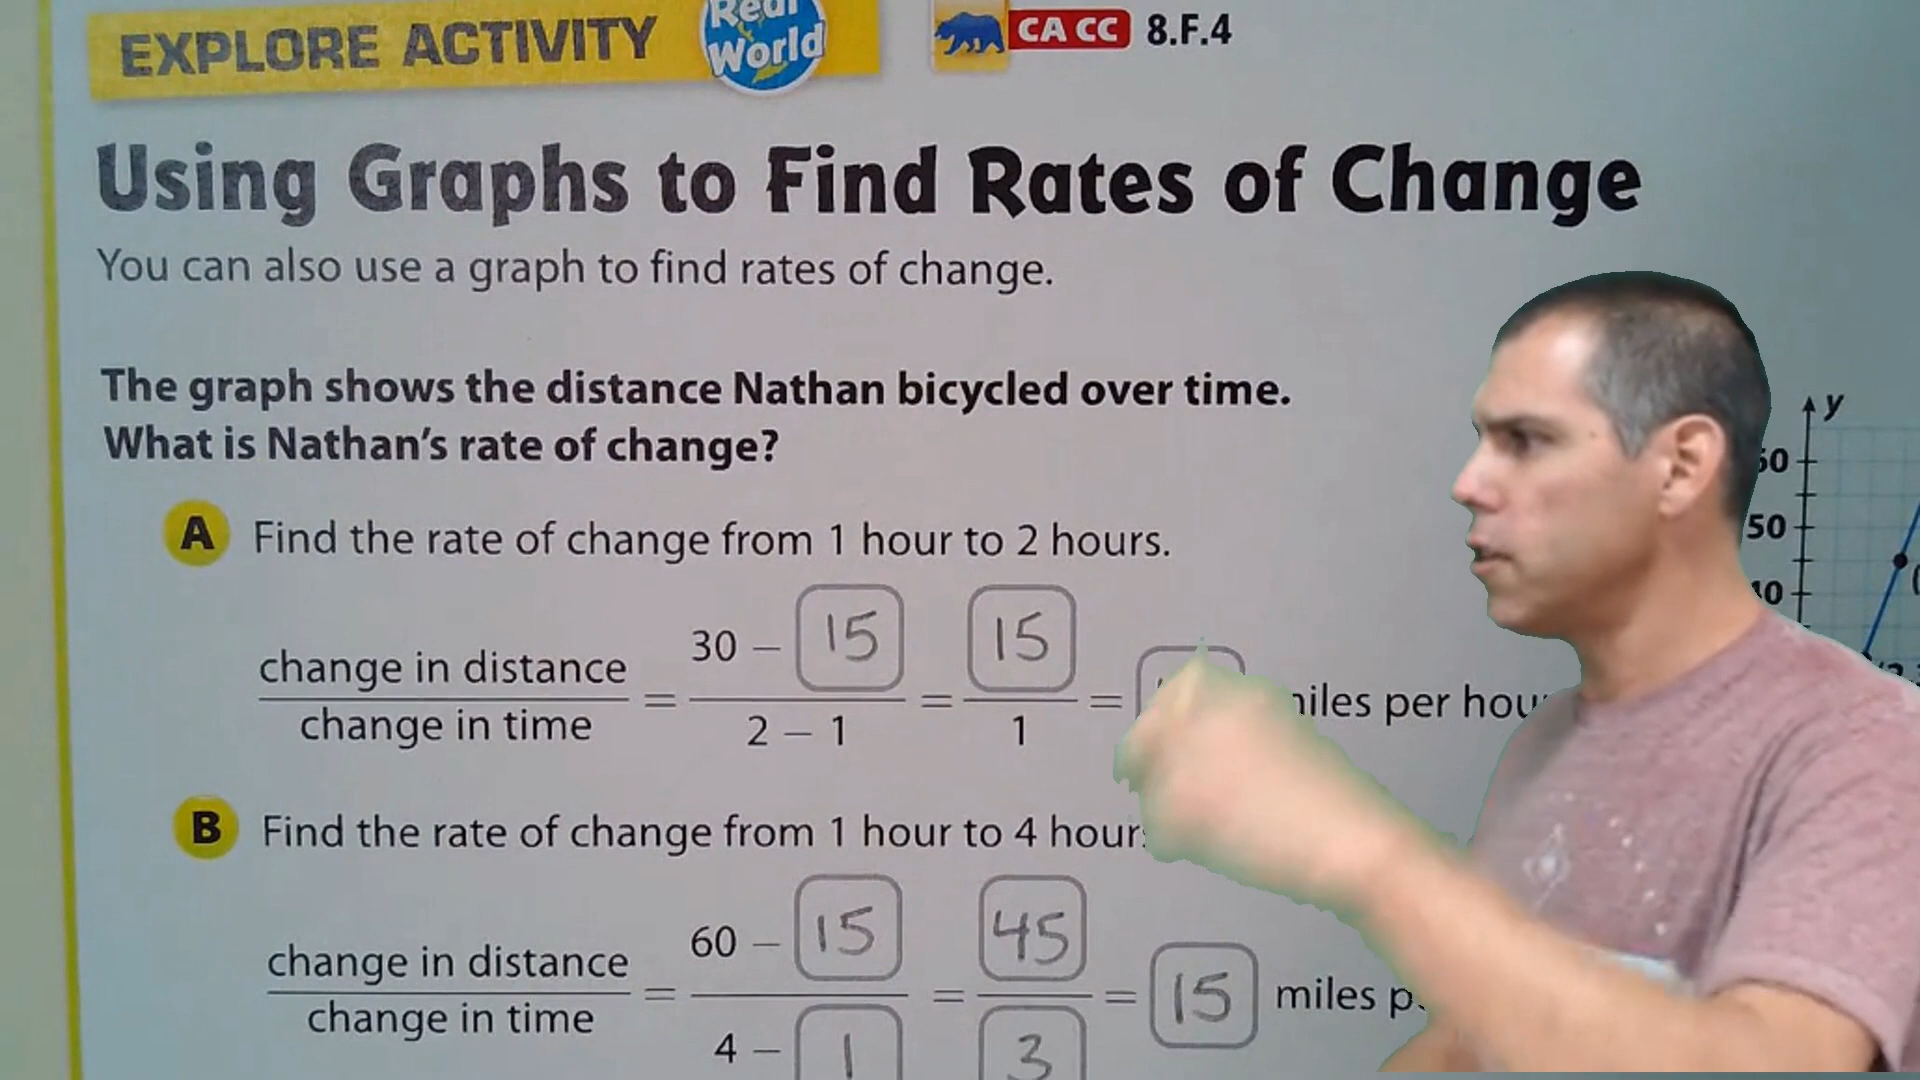 EXPLORE ACTIVITY Real World CA CC 8.F.4
Using Graphs to Find Rates of Change
You can also use a graph to find rates of change.
The graph shows the distance Nathan bicycled over time.
What is Nathan's rate of change?
A Find the rate of change from 1 hour to 2 hours.
change in distance
change in time
=
30 − 15
2 − 1
=
15
1
=
per
B Find the rate of change from 1 hour to 4
change in distance
change in time
=
60 − 15
4 − 1
=
45
3
= 15 miles
y
50